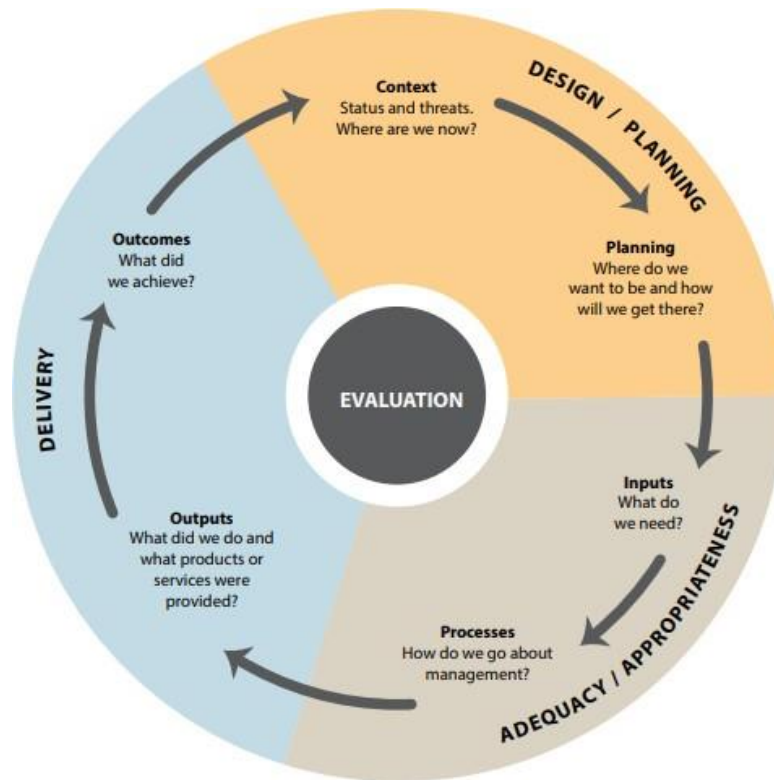 DESIGN / PLANNING
Context
Status and threats.
Where are we now?
Planning
Where do we
want to be and how
will we get there?
Inputs
What do
we need?
ADEQUACY / APPROPRIATENESS
Processes
How do we go about
management?
Outputs
What did we do and
what products or
services were
provided?
DELIVERY
Outcomes
What did
we achieve?
EVALUATION